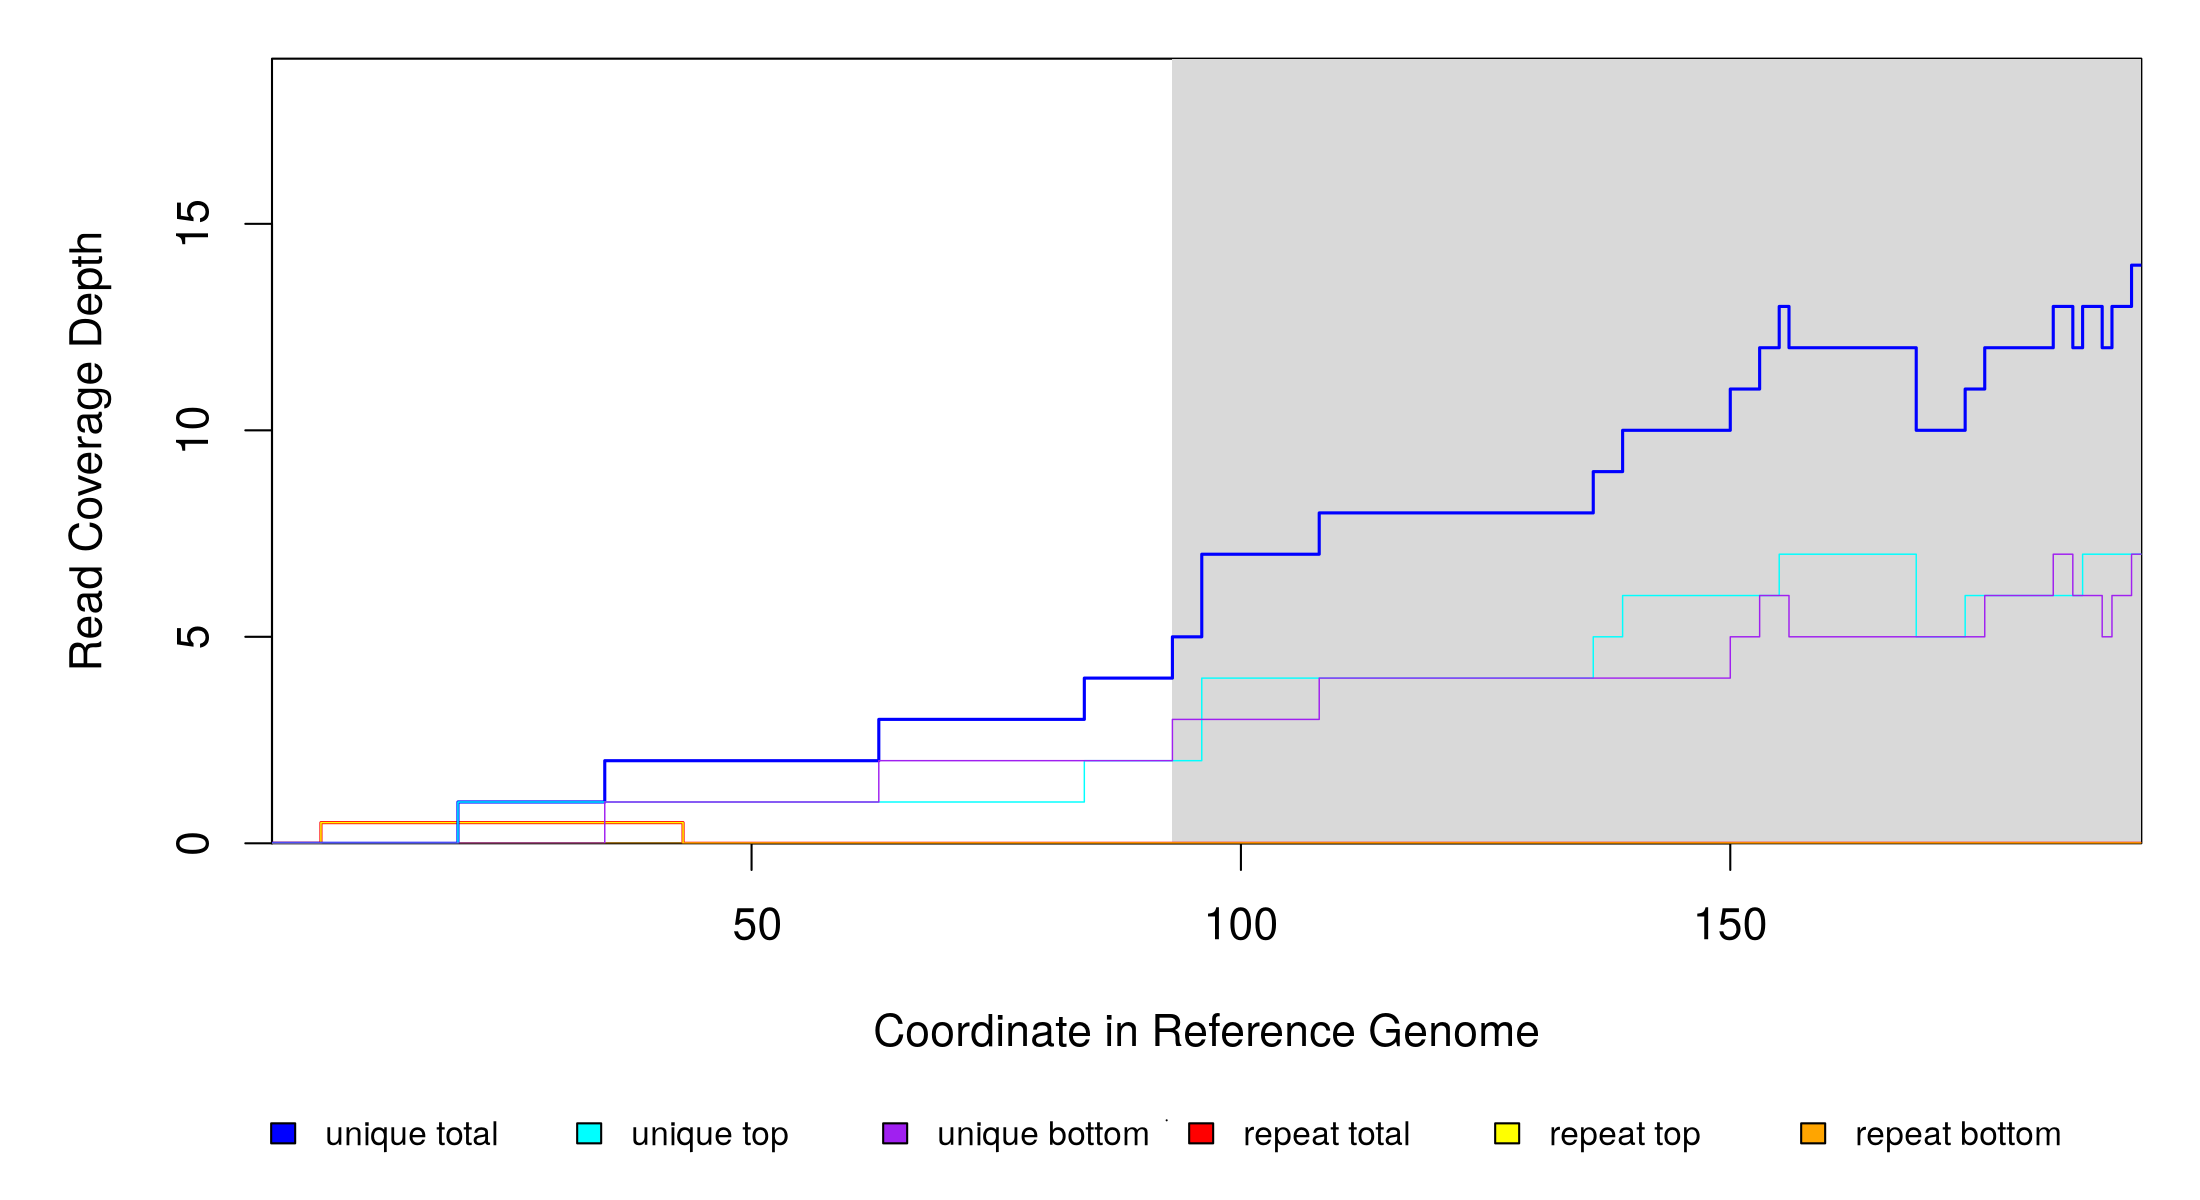 Read Coverage Depth
15
10
5
0
50 100 150
Coordinate in Reference Genome
unique total unique top unique bottom repeat total repeat top repeat bottom